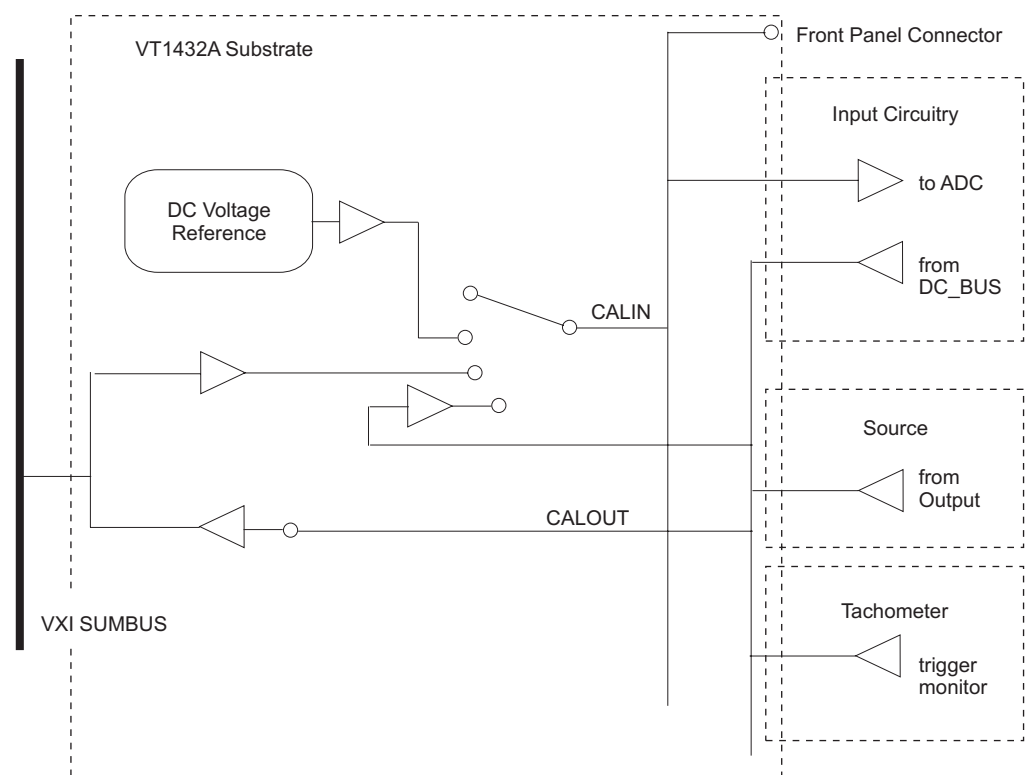 VT1432A Substrate
Front Panel Connector
Input Circuitry
to ADC
DC Voltage
Reference
from
DC_BUS
CALIN
Source
from
Output
CALOUT
Tachometer
VXI SUMBUS
trigger
monitor